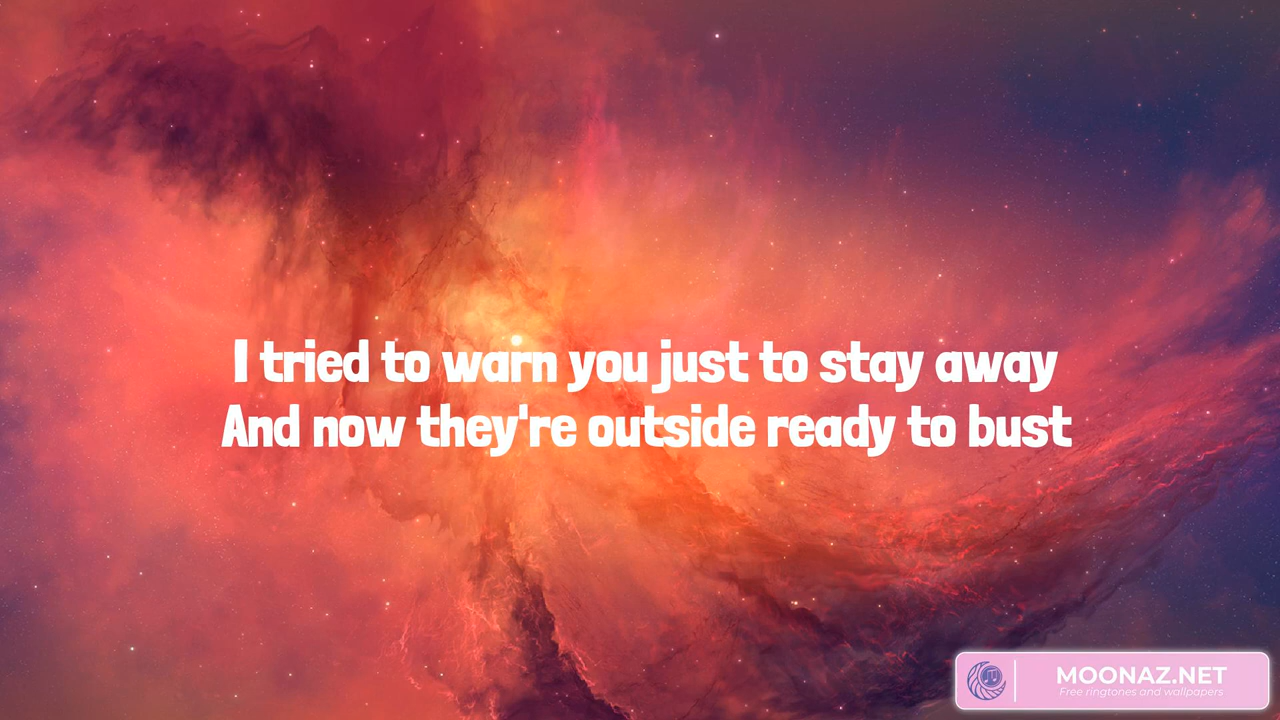 I tried to warn you just to stay away
And now they're outside ready to bust
MOONAZ.NET
Free ringtones and wallpapers